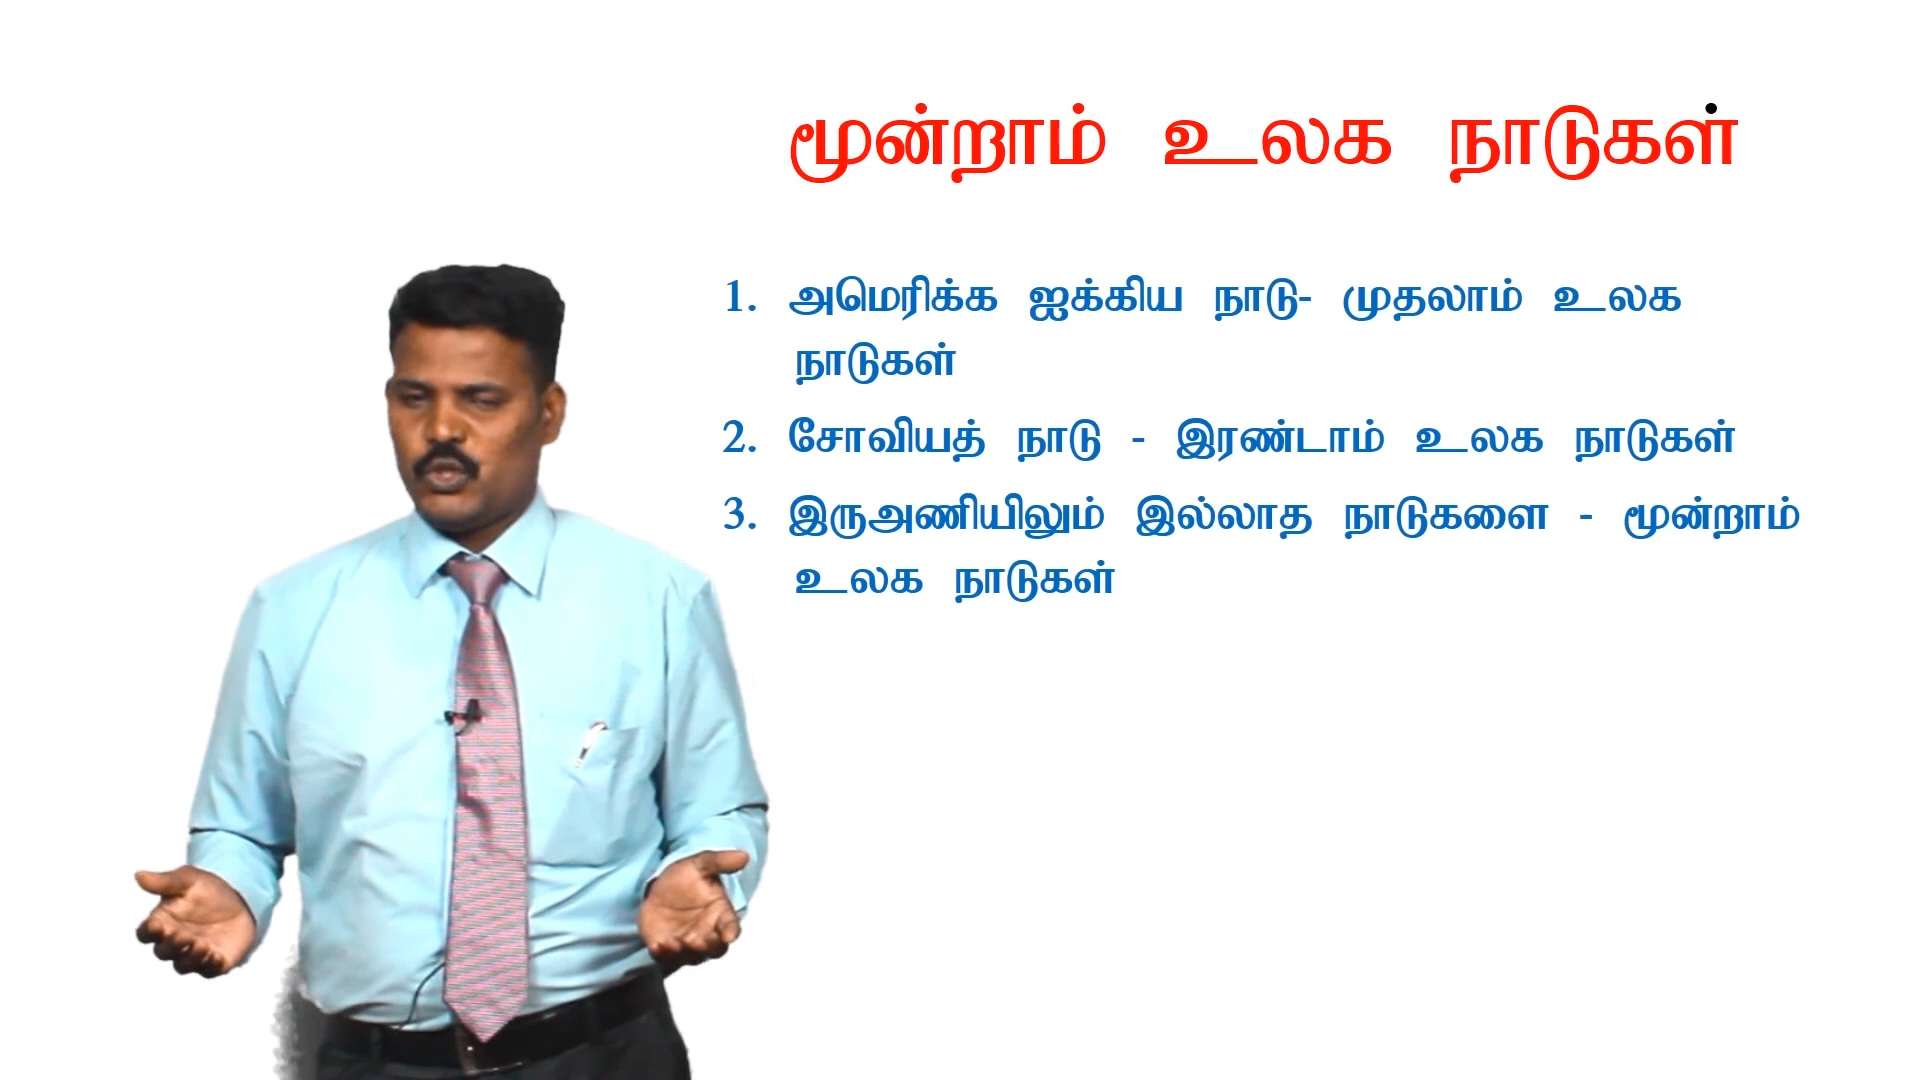 மூன்றாம் உலக நாடுகள்
1. அமெரிக்க ஐக்கிய நாடு- முதலாம் உலக
நாடுகள்
2. சோவியத் நாடு - இரண்டாம் உலக நாடுகள்
3. இருஅணியிலும் இல்லாத நாடுகளை - மூன்றாம்
உலக நாடுகள்